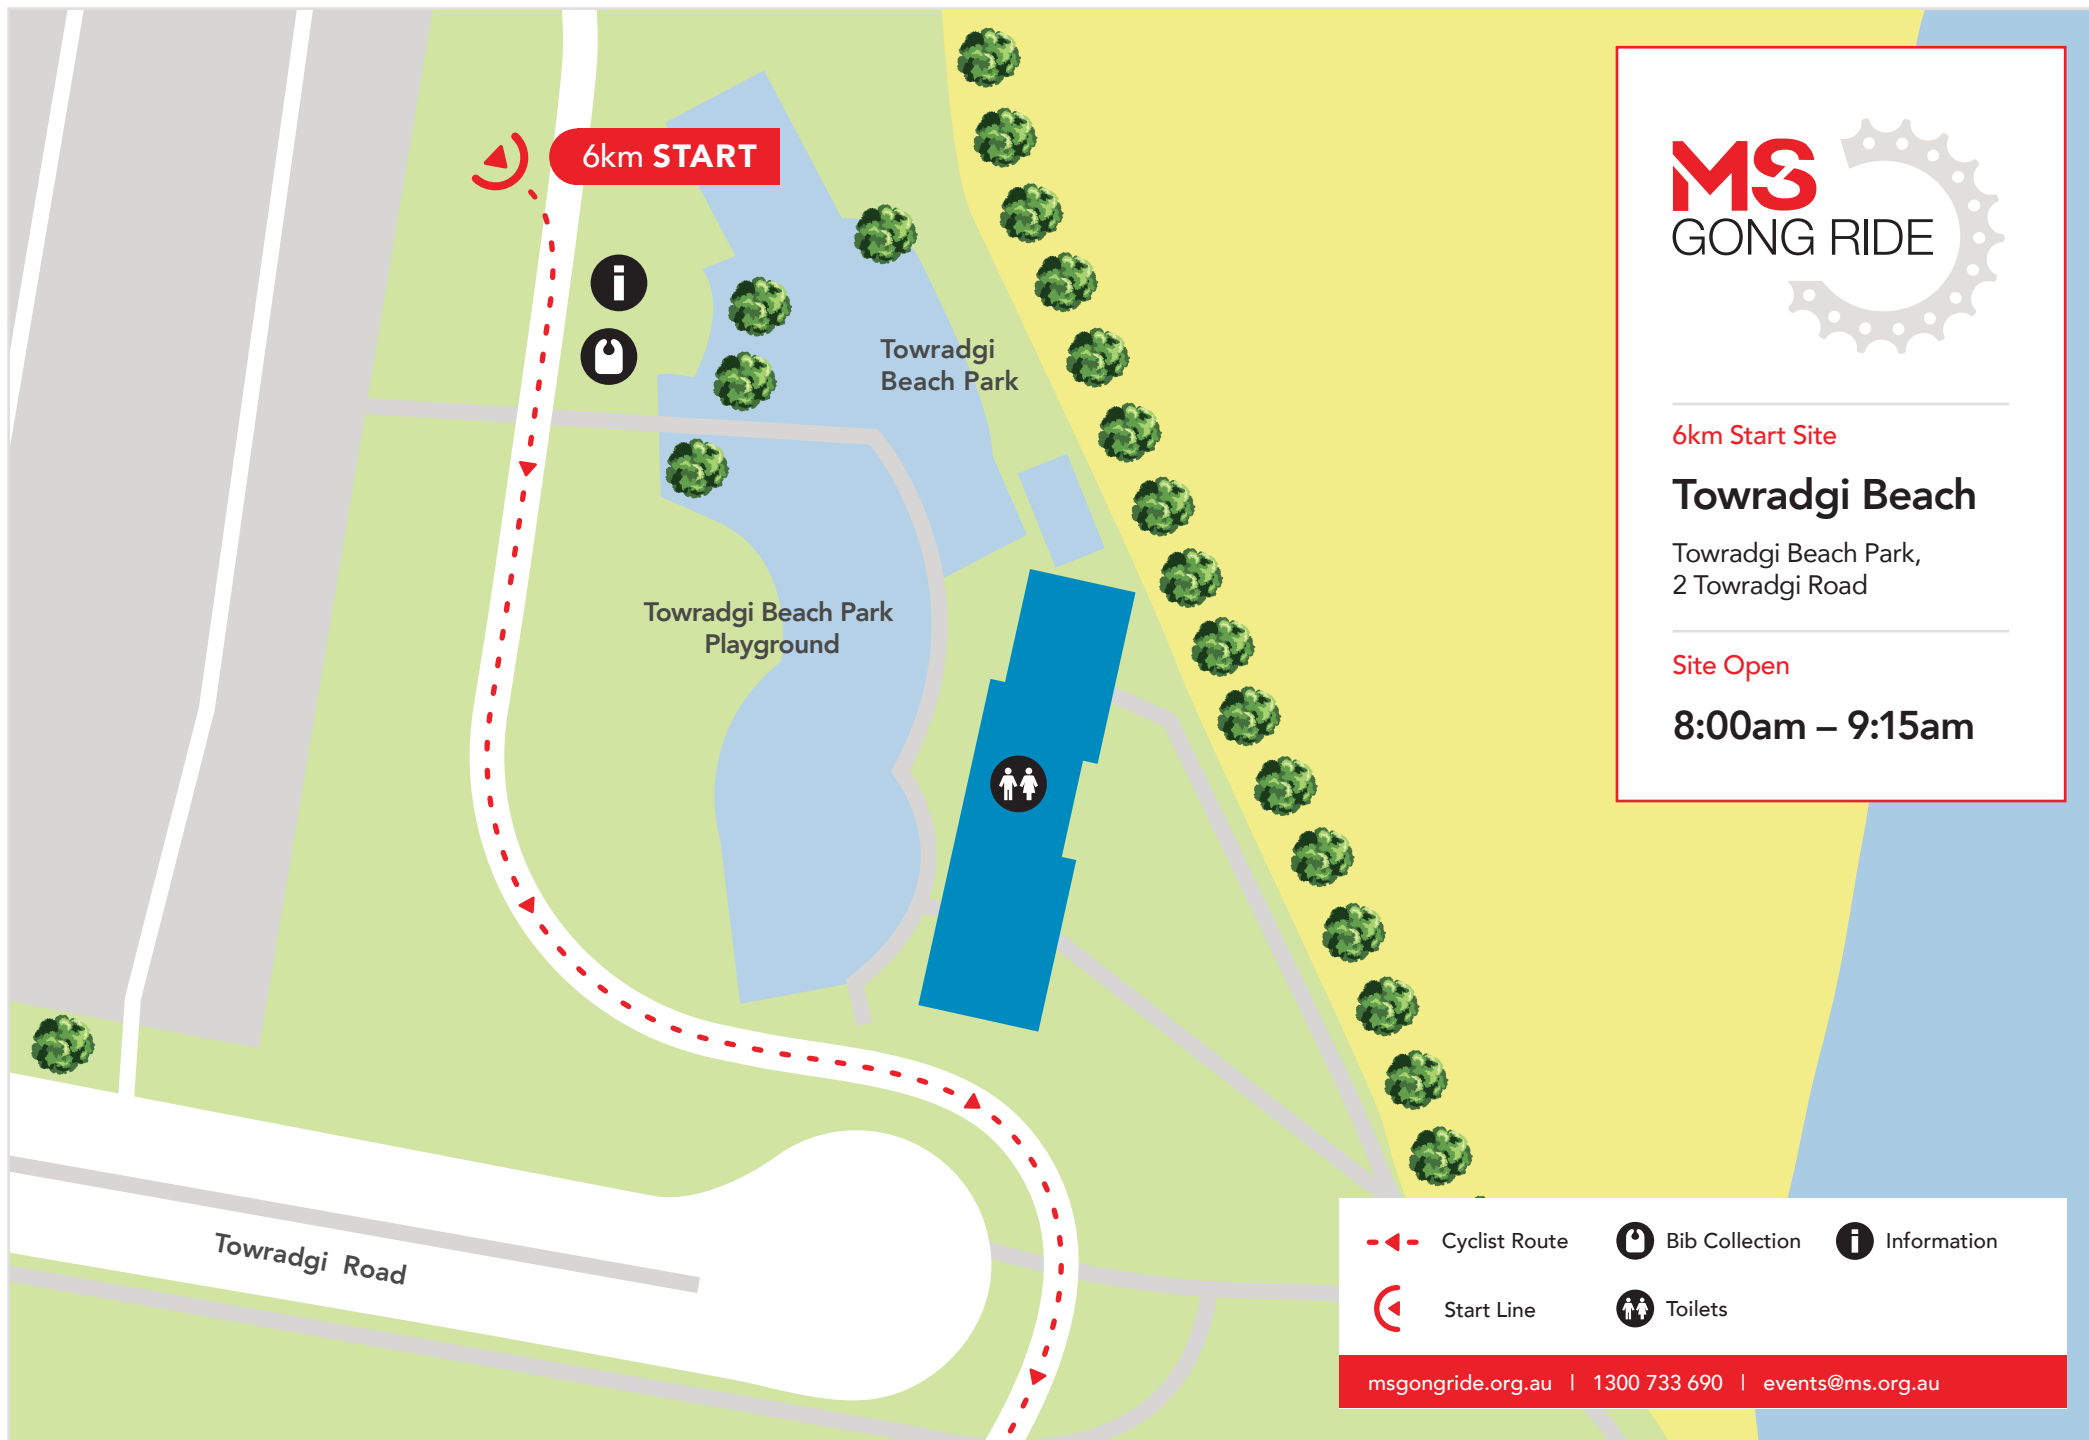 6km START
Towradgi
Beach Park
Towradgi Beach Park
Playground
Towradgi Road
MS
GONG RIDE
6km Start Site
Towradgi Beach
Towradgi Beach Park,
2 Towradgi Road
Site Open
8:00am – 9:15am
Cyclist Route
Bib Collection
Information
Start Line
Toilets
msgongride.org.au | 1300 733 690 | events@ms.org.au